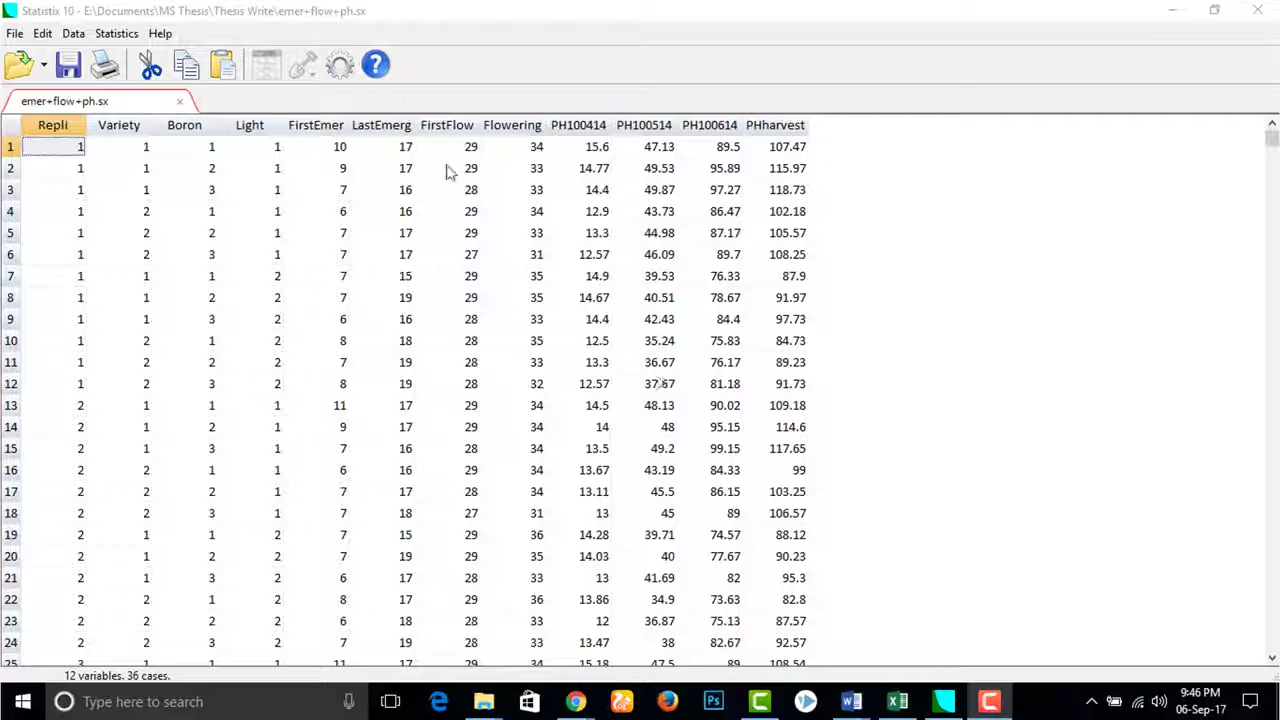 Statistix 10 - E:\Documents\MS Thesis\Thesis Write\emer+flow+ph.sx
File Edit Data Statistics Help
emer+flow+ph.sx ×
Repli Variety Boron Light FirstEmer LastEmerg FirstFlow Flowering PH100414 PH100514 PH100614 PHharvest
1 1 1 1 1 10 17 29 34 15.6 47.13 89.5 107.47
2 1 1 2 1 9 17 29 33 14.77 49.53 95.89 115.97
3 1 1 3 1 7 16 28 33 14.4 49.87 97.27 118.73
4 1 2 1 1 6 16 29 34 12.9 43.73 86.47 102.18
5 1 2 2 1 7 17 29 33 13.3 44.98 87.17 105.57
6 1 2 3 1 7 17 27 31 12.57 46.09 89.7 108.25
7 1 1 1 2 7 15 29 35 14.9 39.53 76.33 87.9
8 1 1 2 2 7 19 29 35 14.67 40.51 78.67 91.97
9 1 1 3 2 6 16 28 33 14.4 42.43 84.4 97.73
10 1 2 1 2 8 18 28 35 12.5 35.24 75.83 84.73
11 1 2 2 2 7 19 28 33 13.3 36.67 76.17 89.23
12 1 2 3 2 8 19 28 32 12.57 37.67 81.18 91.73
13 2 1 1 1 11 17 29 34 14.5 48.13 90.02 109.18
14 2 1 2 1 9 17 29 34 14 48 95.15 114.6
15 2 1 3 1 7 16 28 34 13.5 49.2 99.15 117.65
16 2 2 1 1 6 16 29 34 13.67 43.19 84.33 99
17 2 2 2 1 7 17 28 34 13.11 45.5 86.15 103.25
18 2 2 3 1 7 18 27 31 13 45 89 106.57
19 2 1 1 2 7 15 29 36 14.28 39.71 74.57 88.12
20 2 1 2 2 7 19 29 35 14.03 40 77.67 90.23
21 2 1 3 2 6 17 28 33 13 41.69 82 95.3
22 2 2 1 2 8 17 29 36 13.86 34.9 73.63 82.8
23 2 2 2 2 6 18 28 33 12 36.87 75.13 87.57
24 2 2 3 2 7 19 28 33 13.47 38 82.67 92.57
25 3 1 1 1 11 17 29 34 15.18 47.5 89 108.54
12 variables. 36 cases.
Type here to search
9:46 PM
06-Sep-17